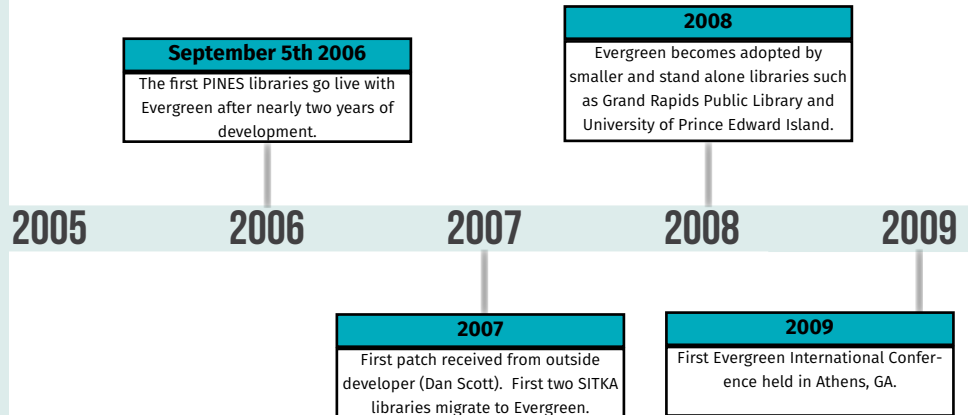 2008
September 5th 2006
Evergreen becomes adopted by
smaller and stand alone libraries such
as Grand Rapids Public Library and
University of Prince Edward Island.
The first PINES libraries go live with
Evergreen after nearly two years of
development.
2005 2006 2007 2008 2009
2007
First patch received from outside
developer (Dan Scott).  First two SITKA
libraries migrate to Evergreen.
2009
First Evergreen International Confer-
ence held in Athens, GA.